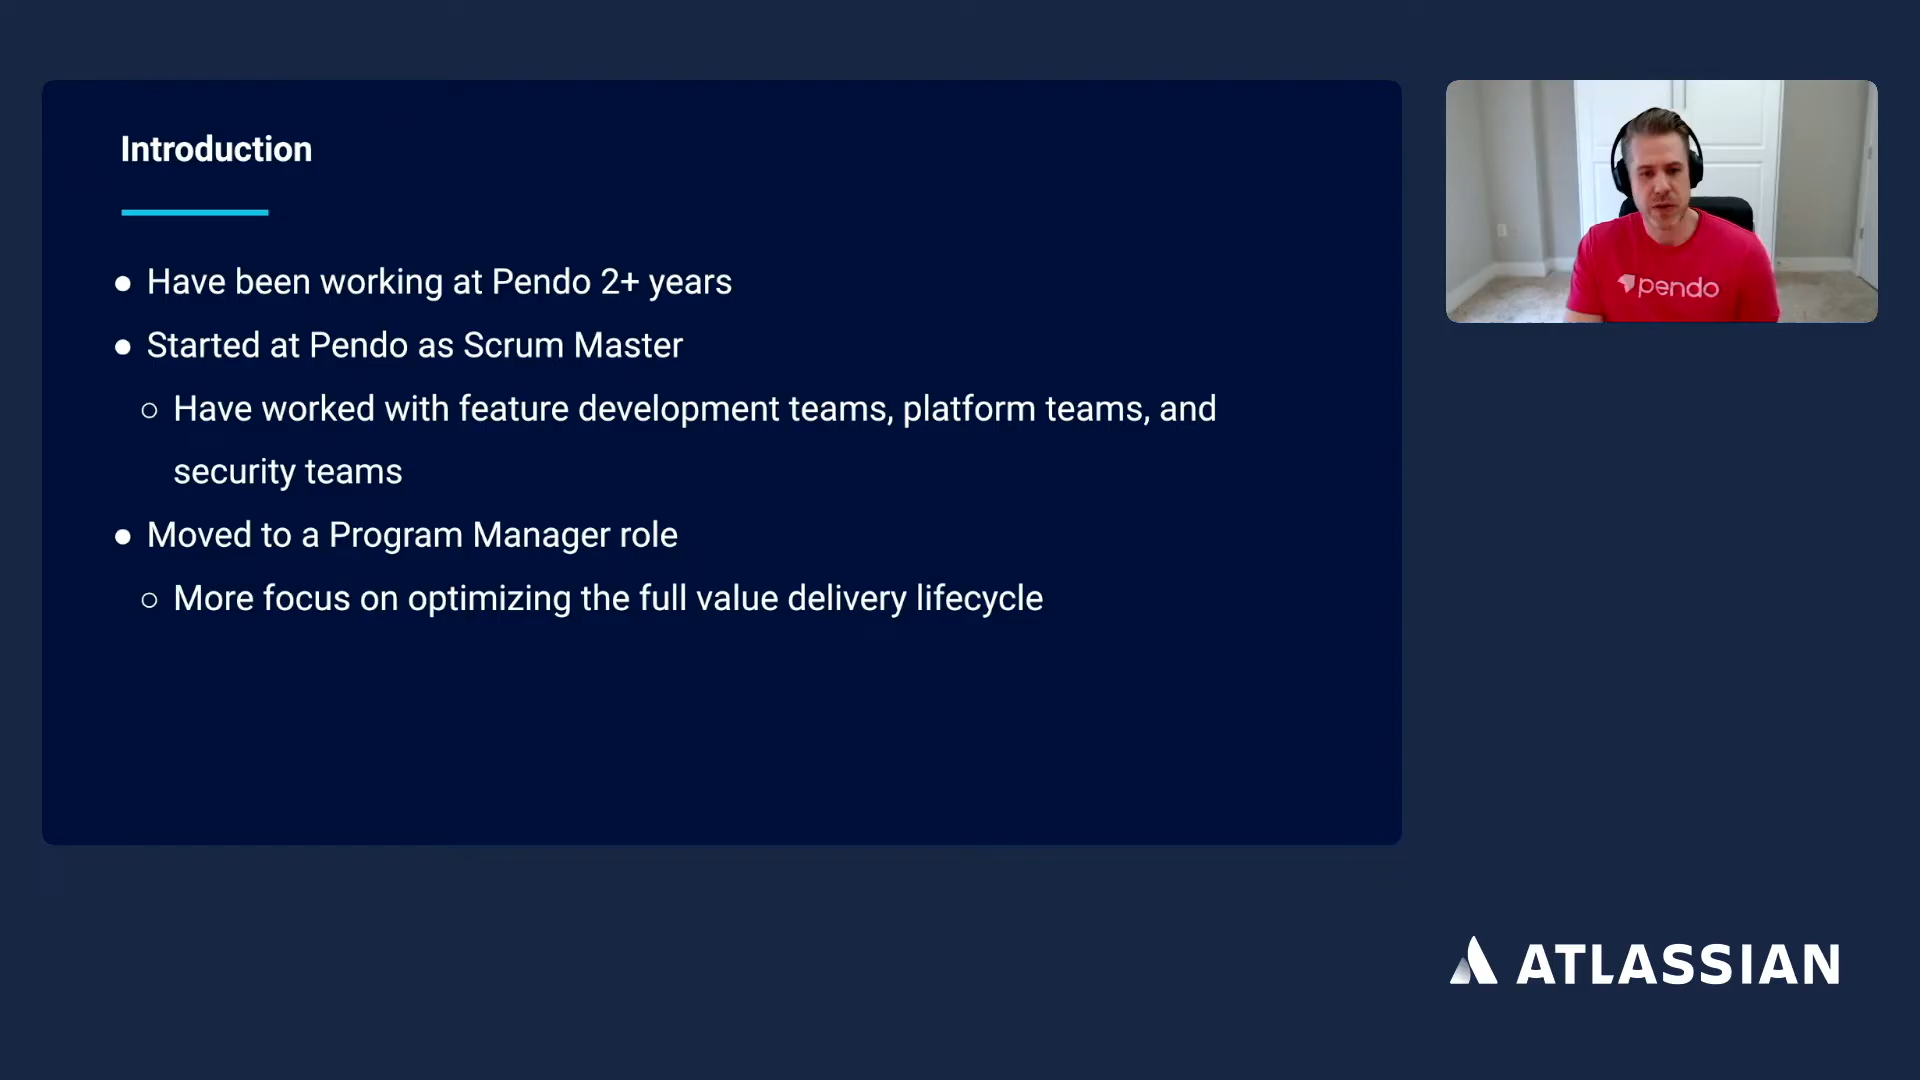 Introduction
● Have been working at Pendo 2+ years
● Started at Pendo as Scrum Master
○ Have worked with feature development teams, platform teams, and
security teams
● Moved to a Program Manager role
○ More focus on optimizing the full value delivery lifecycle
pendo
ATLASSIAN